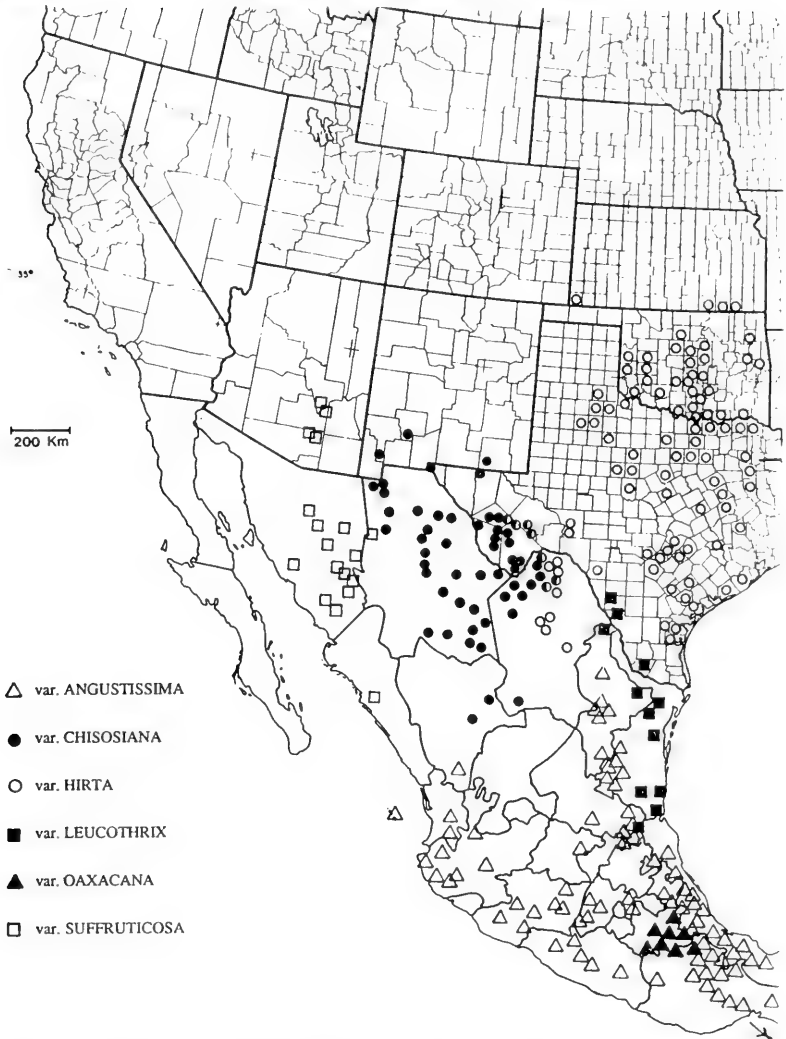 35°
200 Km
var. ANGUSTISSIMA
var. CHISOSIANA
var. HIRTA
var. LEUCOTHRIX
var. OAXACANA
var. SUFFRUTICOSA